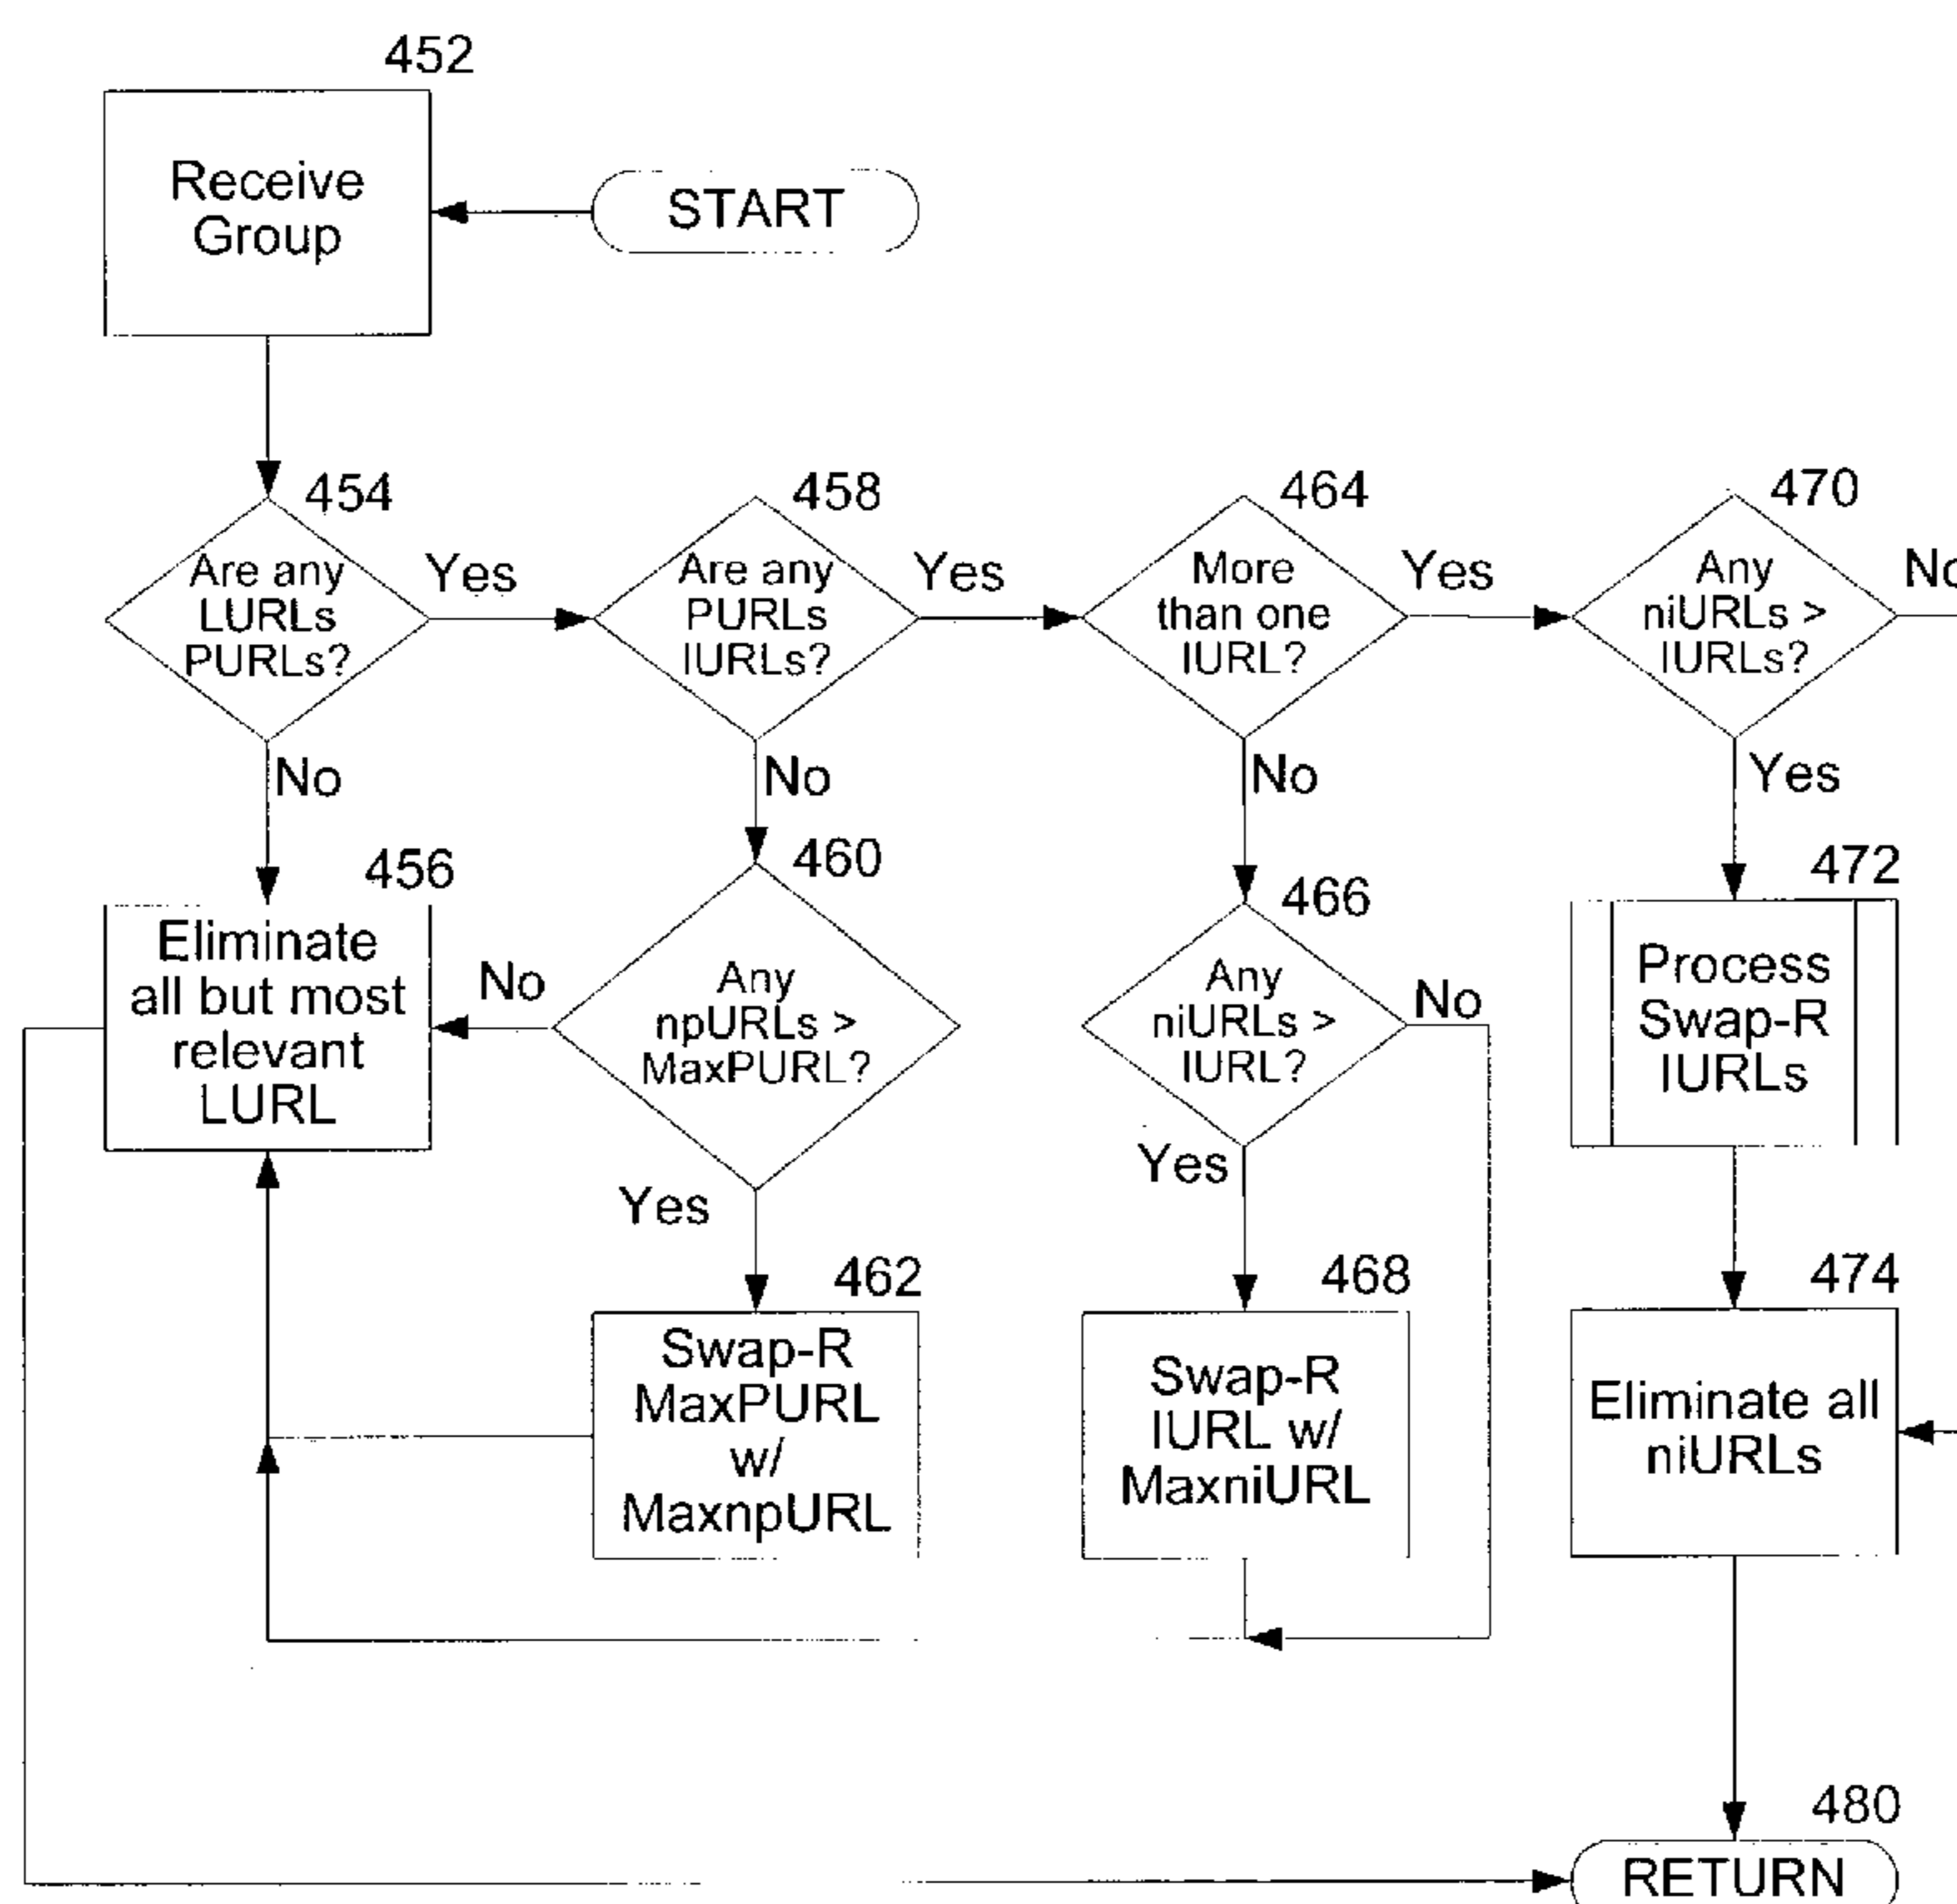 452
Receive
Group
START
454
Are any
LURLs
PURLs?
Yes
No
458
Are any
PURLs
IURLs?
Yes
No
464
More
than one
IURL?
Yes
No
470
Any
niURLs >
IURLs?
No
Yes
456
Eliminate
all but most
relevant
LURL
460
Any
npURLs >
MaxPURL?
No
Yes
466
Any
niURLs >
IURL?
No
Yes
472
Process
Swap-R
IURLs
462
Swap-R
MaxPURL
w/
MaxnpURL
468
Swap-R
IURL w/
MaxniURL
474
Eliminate all
niURLs
480
RETURN